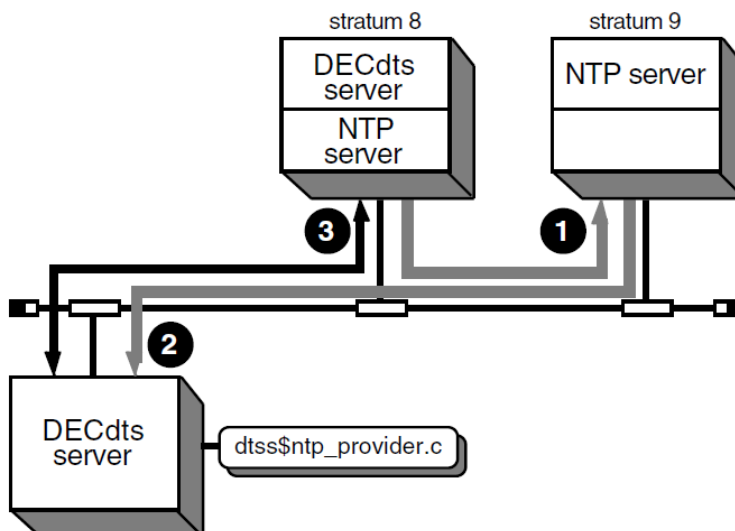 stratum 8
stratum 9
DECdts
server
NTP
server
NTP server
3
1
2
DECdts
server
dtss$ntp_provider.c